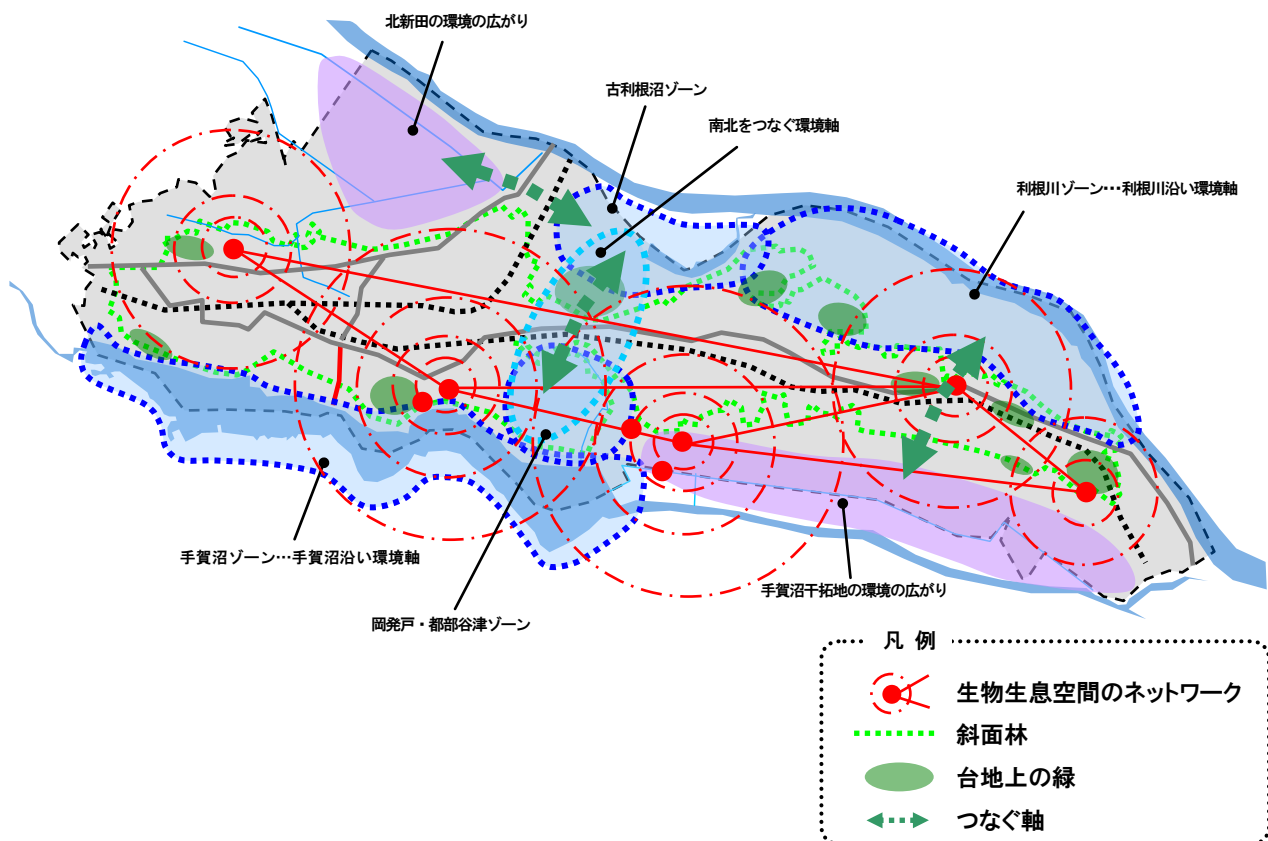 北新田の環境の広がり
古利根沼ゾーン
南北をつなぐ環境軸
利根川ゾーン…利根川沿い環境軸
手賀沼ゾーン…手賀沼沿い環境軸
手賀沼干拓地の環境の広がり
岡発戸・都部谷津ゾーン
凡 例
生物生息空間のネットワーク
斜面林
台地上の緑
つなぐ軸